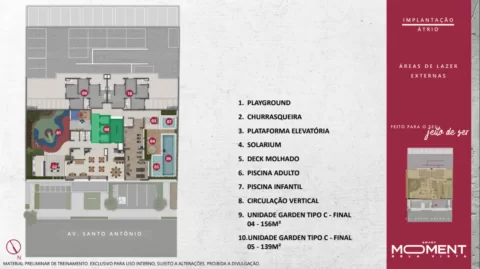 IMPLANTAÇÃO
ÁTRIO
ÁREAS DE LAZER
EXTERNAS
1. PLAYGROUND
2. CHURRASQUEIRA
3. PLATAFORMA ELEVATÓRIA
4. SOLARIUM
5. DECK MOLHADO
6. PISCINA ADULTO
7. PISCINA INFANTIL
8. CIRCULAÇÃO VERTICAL
9. UNIDADE GARDEN TIPO C - FINAL
04 - 156M²
10.UNIDADE GARDEN TIPO C - FINAL
05 - 139M²
FEITO PARA O SEU
jeito de ser
AV. SANTO ANTÔNIO
N
MOMENT
BELA VISTA
MATERIAL PRELIMINAR DE TREINAMENTO. EXCLUSIVO PARA USO INTERNO, SUJEITO A ALTERAÇÕES. PROIBIDA A DIVULGAÇÃO.